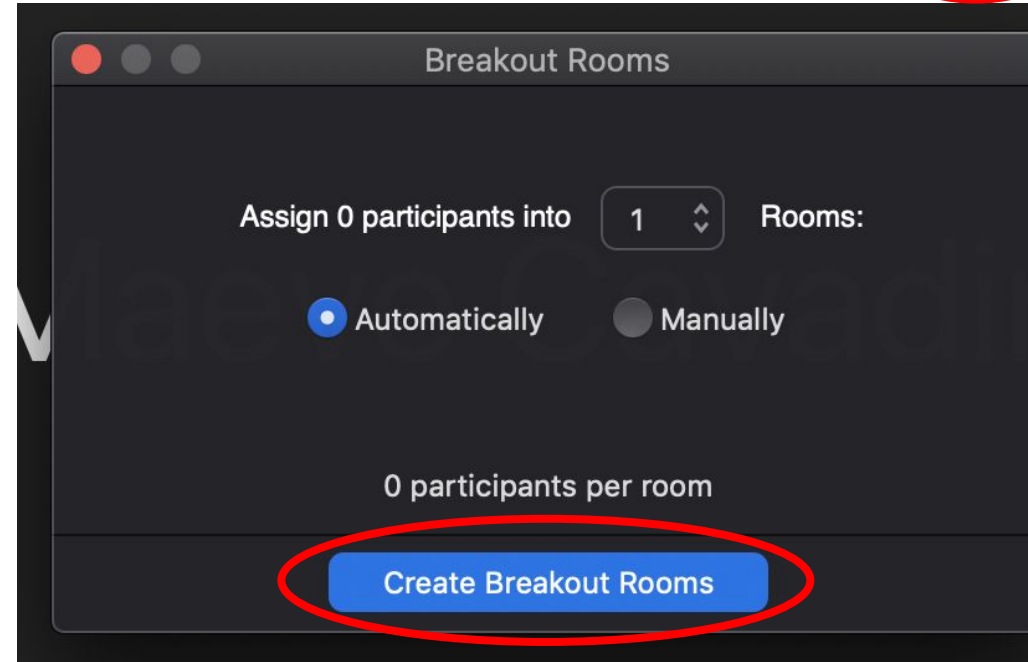 Breakout Rooms
Assign 0 participants into 1 Rooms:
Automatically Manually
0 participants per room
Create Breakout Rooms